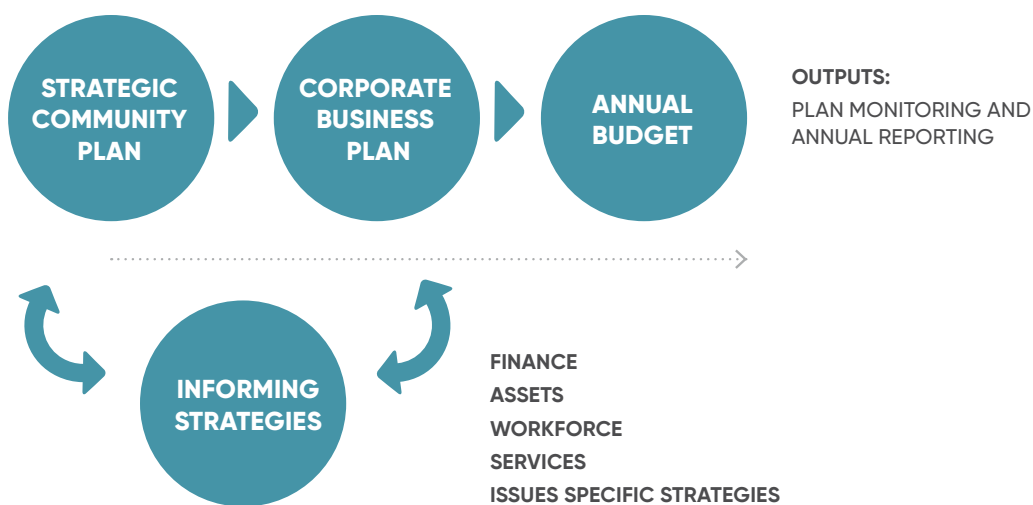 STRATEGIC
COMMUNITY
PLAN
CORPORATE
BUSINESS
PLAN
ANNUAL
BUDGET
OUTPUTS:
PLAN MONITORING AND
ANNUAL REPORTING
INFORMING
STRATEGIES
FINANCE
ASSETS
WORKFORCE
SERVICES
ISSUES SPECIFIC STRATEGIES